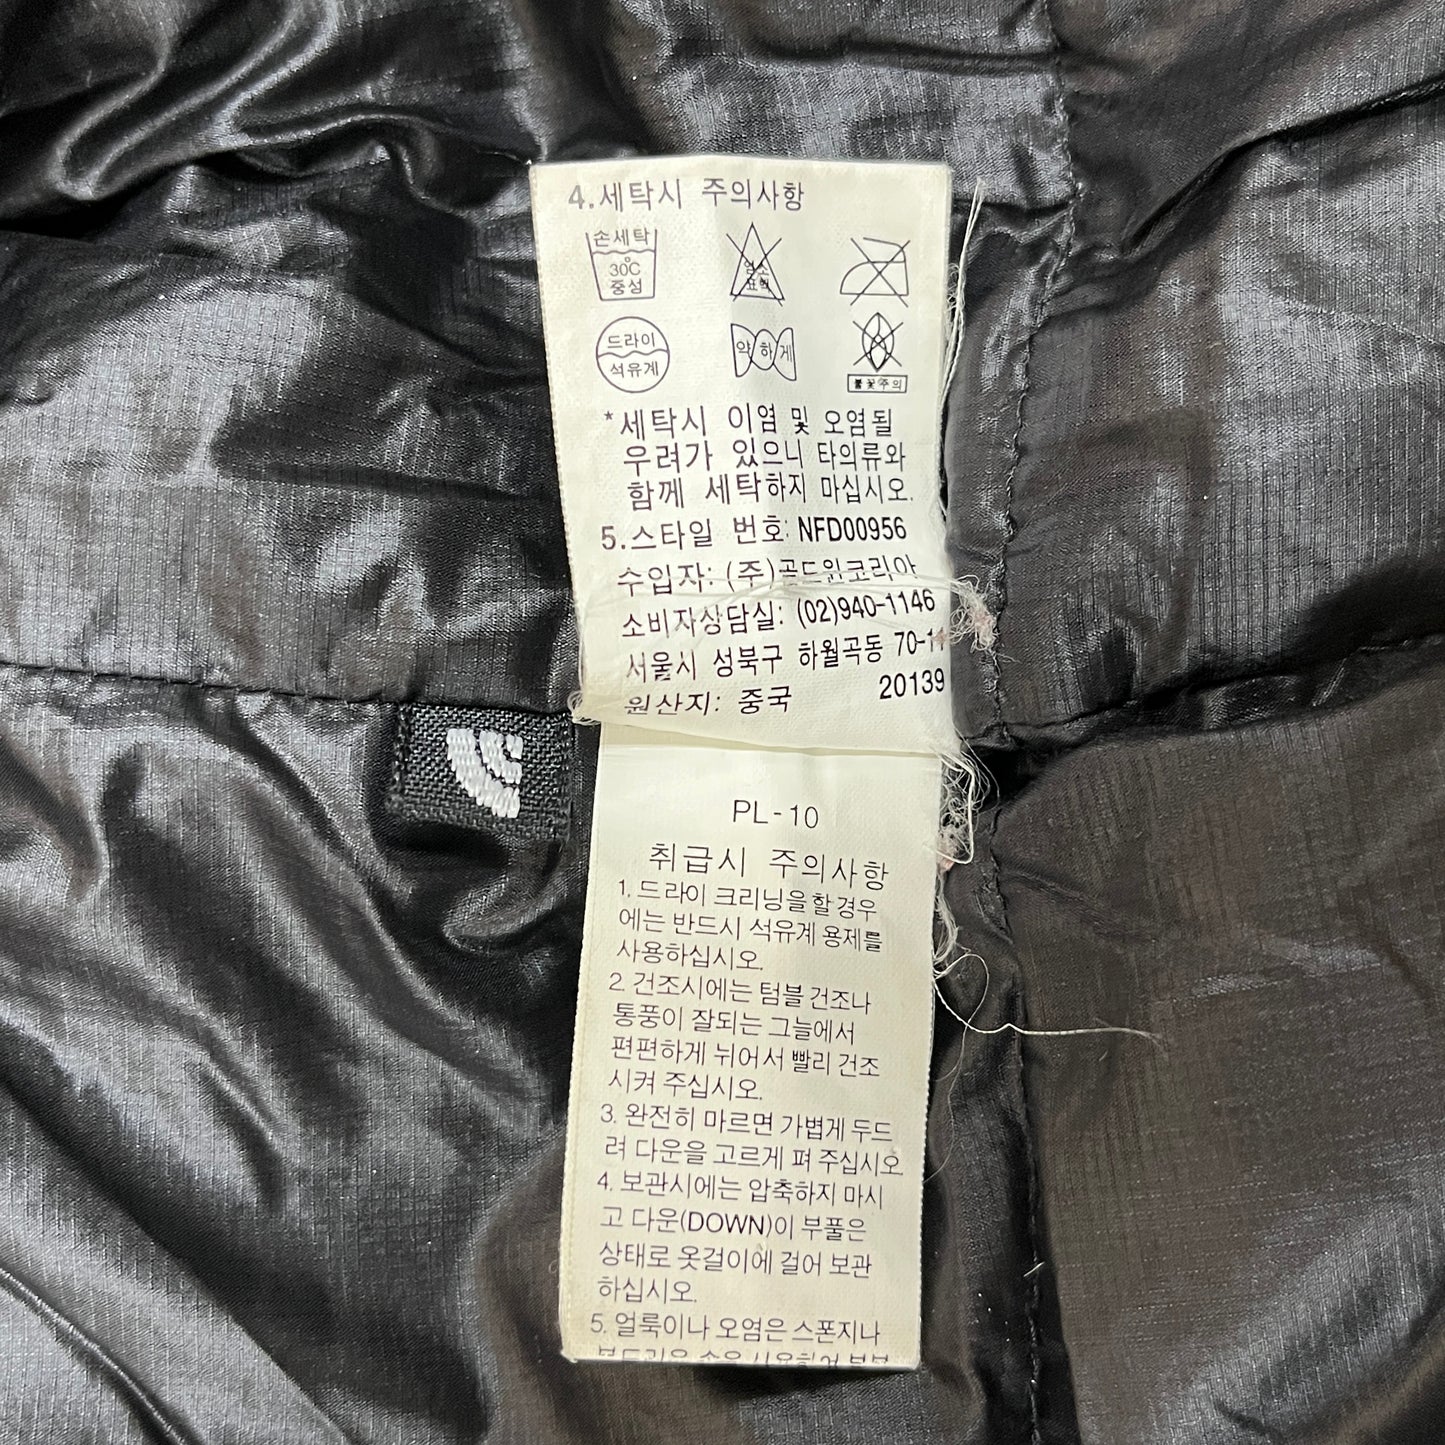 4.세탁시 주의사항
손세탁
30℃
중성
염소
표백
드라이
석유계
약하게
불꽃주의
*세탁시 이염 및 오염될
우려가 있으니 타의류와
함께 세탁하지 마십시오.
5.스타일 번호: NFD00956
수입자: (주)골드윈코리아
소비자상담실: (02)940-1146
서울시 성북구 하월곡동
원산지: 중국 20139
PL-10
취급시 주의사항
1. 드라이 크리닝을 할 경우
에는 반드시 석유계 용제를
사용하십시오.
2. 건조시에는 텀블 건조나
통풍이 잘되는 그늘에서
편편하게 뉘어서 빨리 건조
시켜 주십시오.
3. 완전히 마르면 가볍게 두드
려 다운을 고르게 펴 주십시오
4. 보관시에는 압축하지 마시
고 다운(DOWN)이 부풀은
상태로 옷걸이에 걸어 보관
하십시오.
5. 얼룩이나 오염은 스폰지나